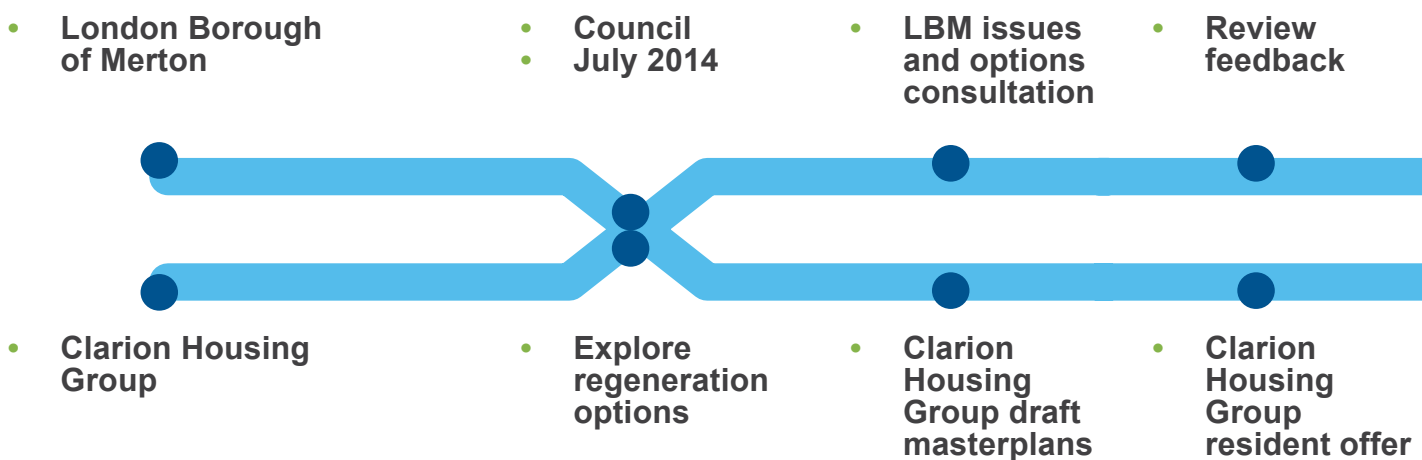 • London Borough
of Merton
• Council
• July 2014
• LBM issues
and options
consultation
• Review
feedback
• Clarion Housing
Group
• Explore
regeneration
options
• Clarion
Housing
Group draft
masterplans
• Clarion
Housing
Group
resident offer